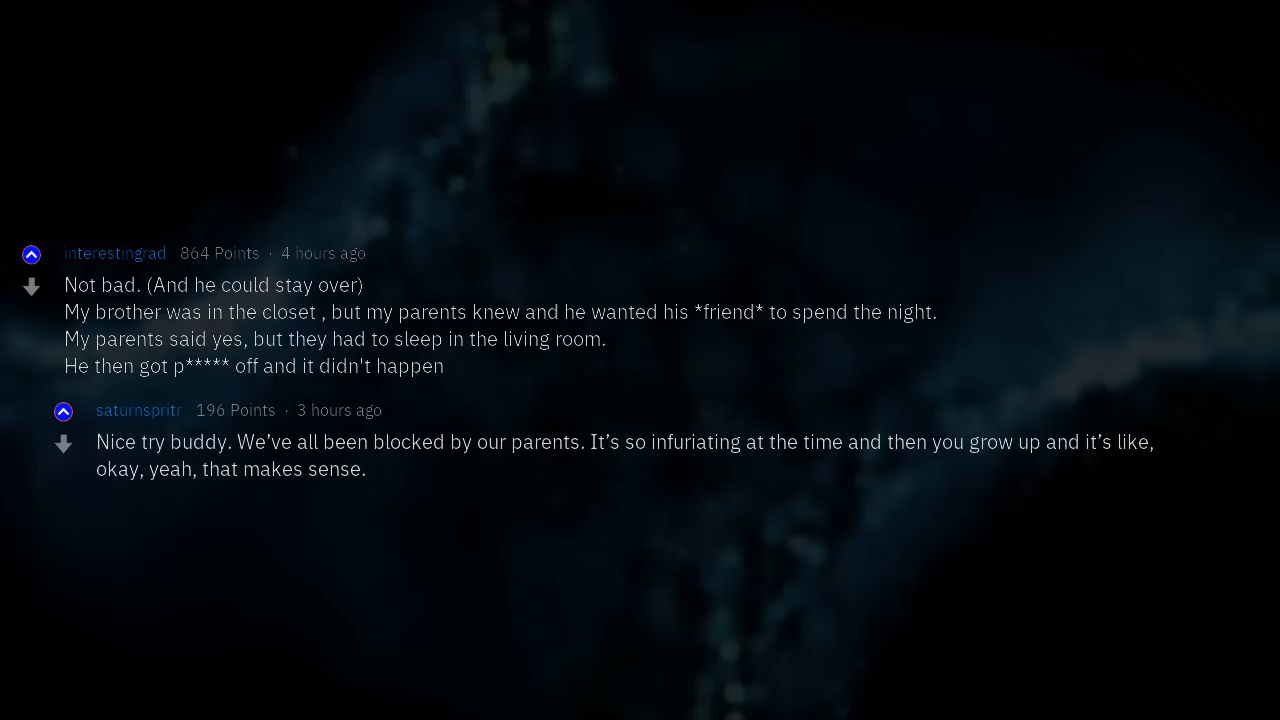 interestingrad 864 Points · 4 hours ago
Not bad. (And he could stay over)
My brother was in the closet , but my parents knew and he wanted his *friend* to spend the night.
My parents said yes, but they had to sleep in the living room.
He then got p***** off and it didn't happen
saturnspritr 196 Points · 3 hours ago
Nice try buddy. We’ve all been blocked by our parents. It’s so infuriating at the time and then you grow up and it’s like,
okay, yeah, that makes sense.